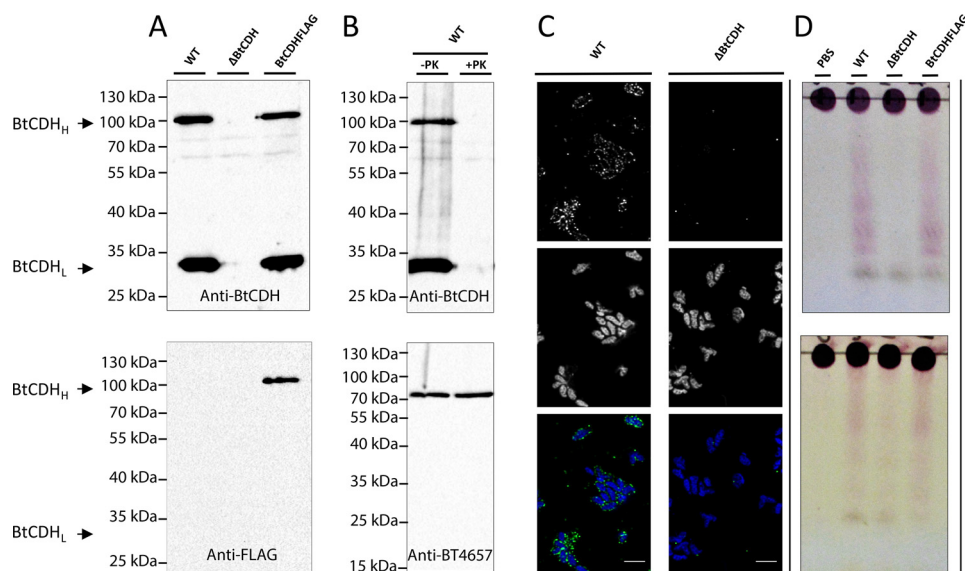 A
WT
ΔBtCDH
BtCDHFLAG
130 kDa
BtCDHH
100 kDa
70 kDa
55 kDa
40 kDa
35 kDa
BtCDHL
25 kDa
Anti-BtCDH
130 kDa
BtCDHH
100 kDa
70 kDa
55 kDa
40 kDa
35 kDa
BtCDHL
25 kDa
Anti-FLAG
B
WT
-PK
+PK
130 kDa
100 kDa
70 kDa
55 kDa
40 kDa
35 kDa
25 kDa
Anti-BtCDH
130 kDa
100 kDa
70 kDa
55 kDa
40 kDa
35 kDa
25 kDa
15 kDa
Anti-BT4657
C
WT
ΔBtCDH
D
PBS
WT
ΔBtCDH
BtCDHFLAG